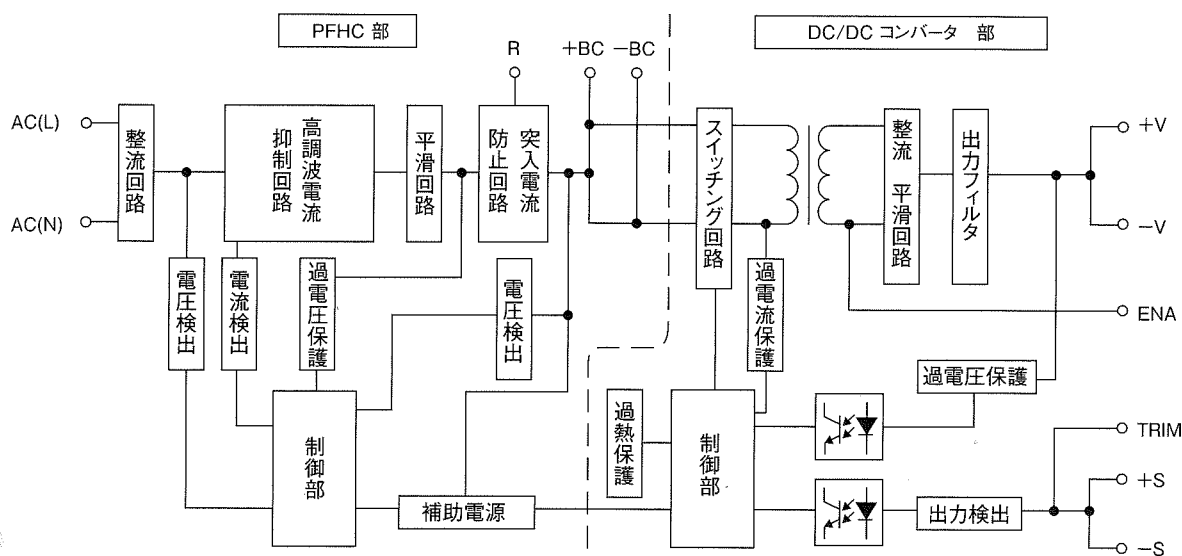 PFHC 部
DC/DC コンバータ 部
R
+BC
−BC
AC(L)
AC(N)
整流回路
高調波電流
抑制回路
平滑回路
突入電流
防止回路
スイッチング回路
整流 平滑回路
出力フィルタ
+V
−V
ENA
電圧検出
電流検出
過電圧保護
電圧検出
過電流保護
過電圧保護
制御部
過熱保護
制御部
補助電源
出力検出
TRIM
+S
−S